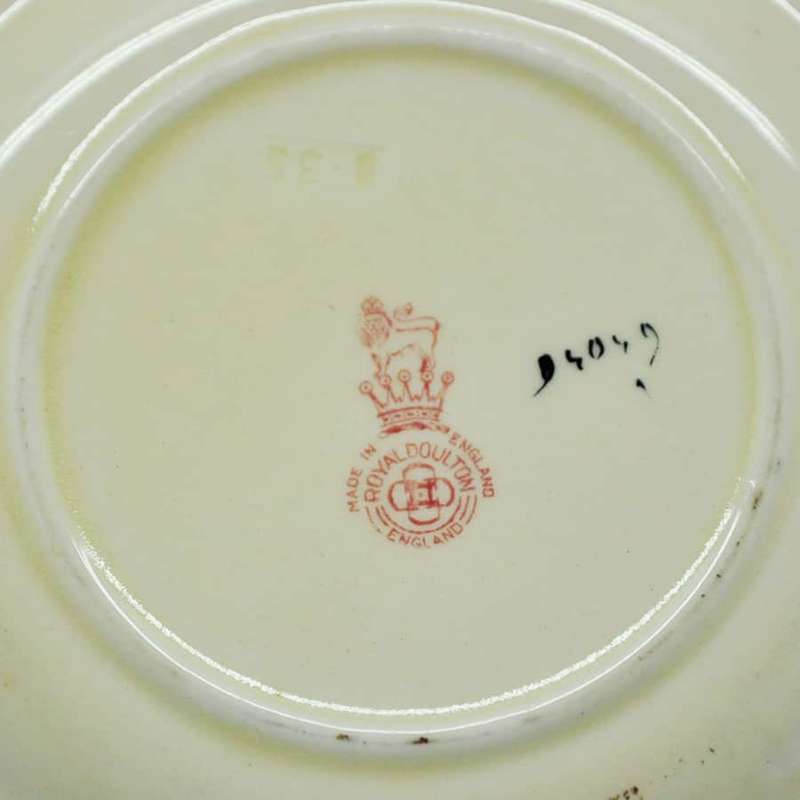 MADE IN ENGLAND
ROYAL DOULTON
ENGLAND
D4049